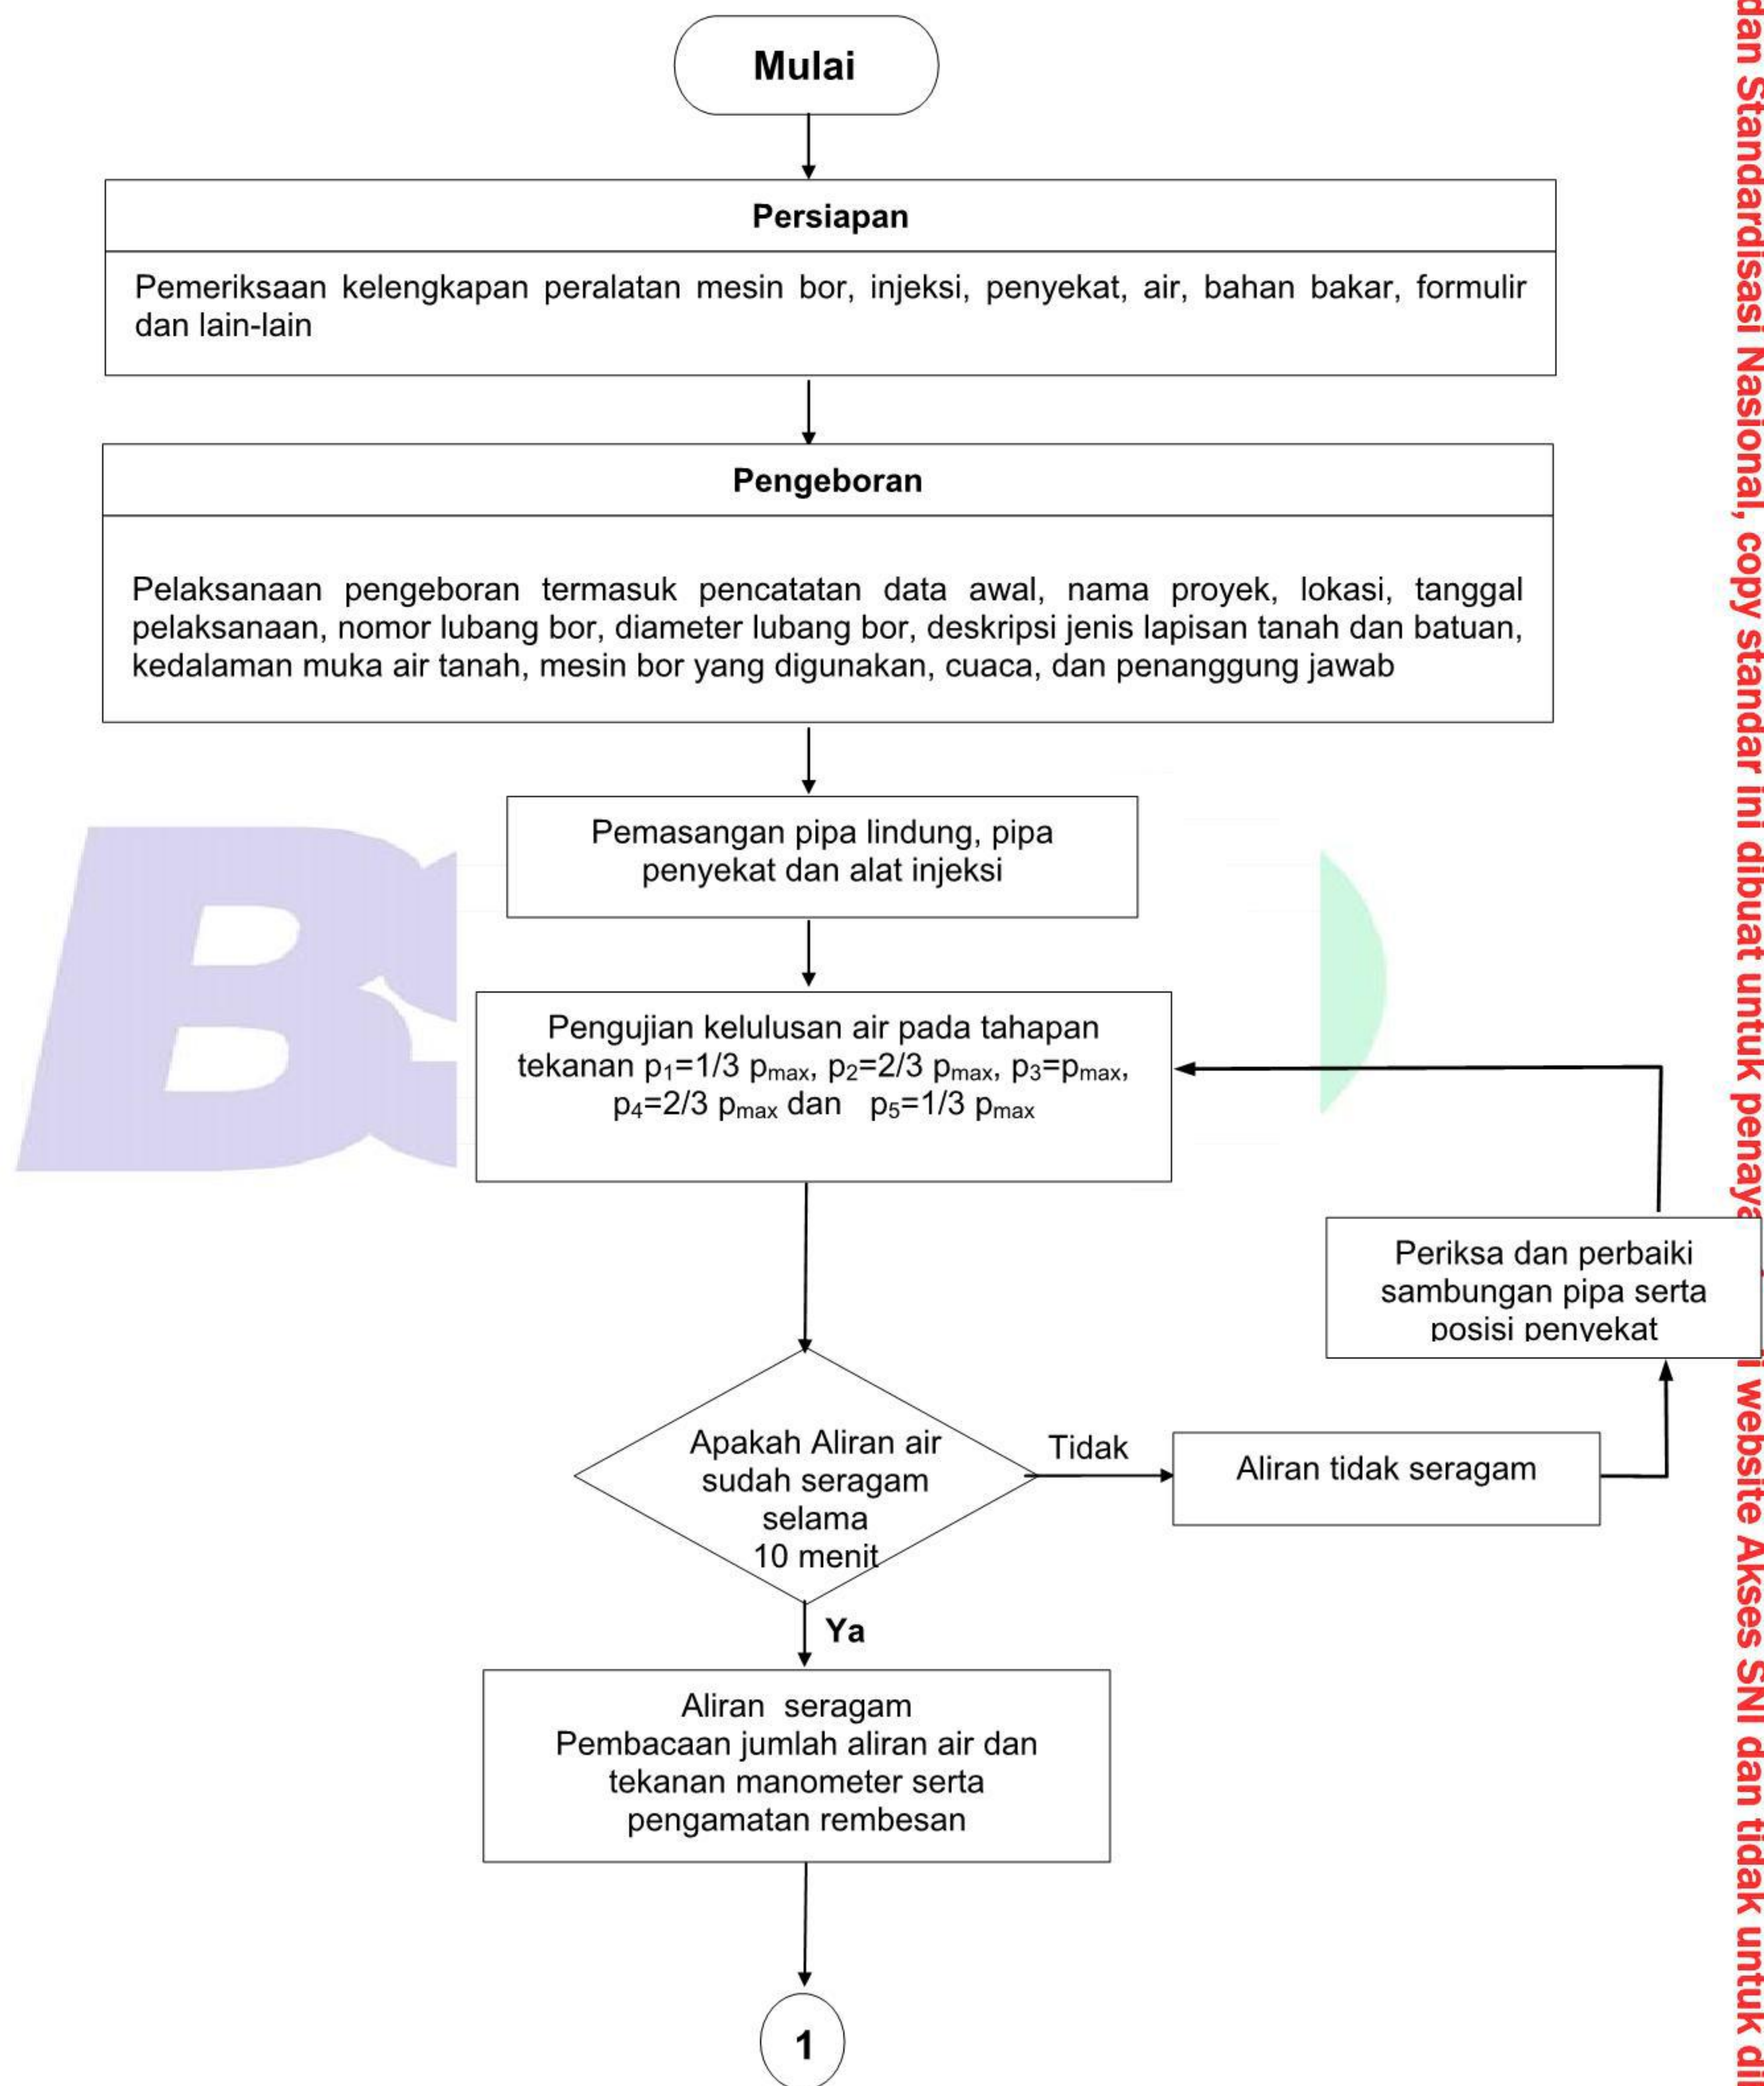 Mulai
Persiapan
Pemeriksaan kelengkapan peralatan mesin bor, injeksi, penyekat, air, bahan bakar, formulir
dan lain-lain
Pengeboran
Pelaksanaan pengeboran termasuk pencatatan data awal, nama proyek, lokasi, tanggal
pelaksanaan, nomor lubang bor, diameter lubang bor, deskripsi jenis lapisan tanah dan batuan,
kedalaman muka air tanah, mesin bor yang digunakan, cuaca, dan penanggung jawab
Pemasangan pipa lindung, pipa
penyekat dan alat injeksi
Pengujian kelulusan air pada tahapan
tekanan p₁=1/3 pmax, p₂=2/3 pmax, p₃=pmax,
p₄=2/3 pmax dan p₅=1/3 pmax
Periksa dan perbaiki
sambungan pipa serta
posisi penyekat
Apakah Aliran air
sudah seragam
selama
10 menit
Tidak
Aliran tidak seragam
Ya
Aliran seragam
Pembacaan jumlah aliran air dan
tekanan manometer serta
pengamatan rembesan
1
dan Standardisasi Nasional, copy standar ini dibuat untuk
website Akses SNI dan tidak untuk